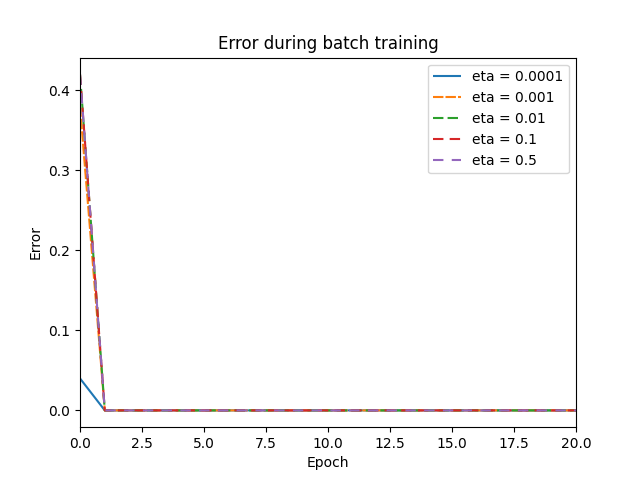 Error during batch training
eta = 0.0001
eta = 0.001
eta = 0.01
eta = 0.1
eta = 0.5
0.4
0.3
0.2
0.1
0.0
Error
0.0 2.5 5.0 7.5 10.0 12.5 15.0 17.5 20.0
Epoch